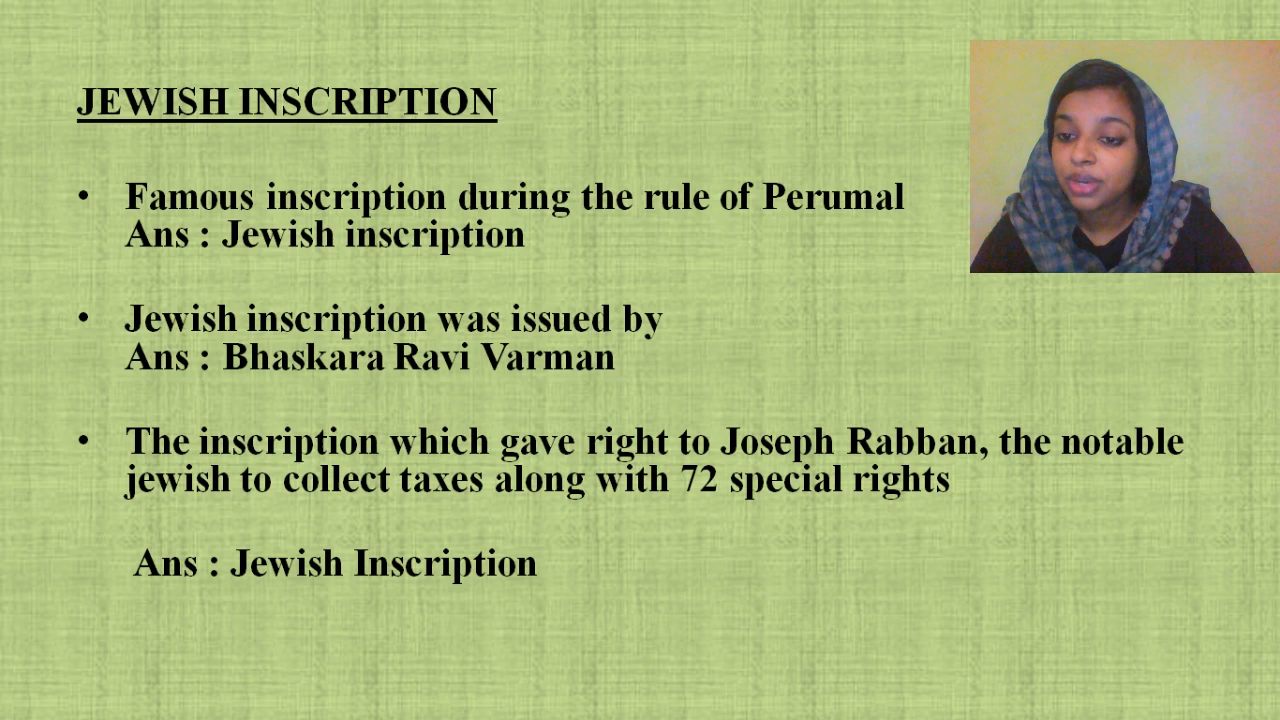 JEWISH INSCRIPTION
• Famous inscription during the rule of Perumal
Ans : Jewish inscription
• Jewish inscription was issued by
Ans : Bhaskara Ravi Varman
• The inscription which gave right to Joseph Rabban, the notable
jewish to collect taxes along with 72 special rights
Ans : Jewish Inscription